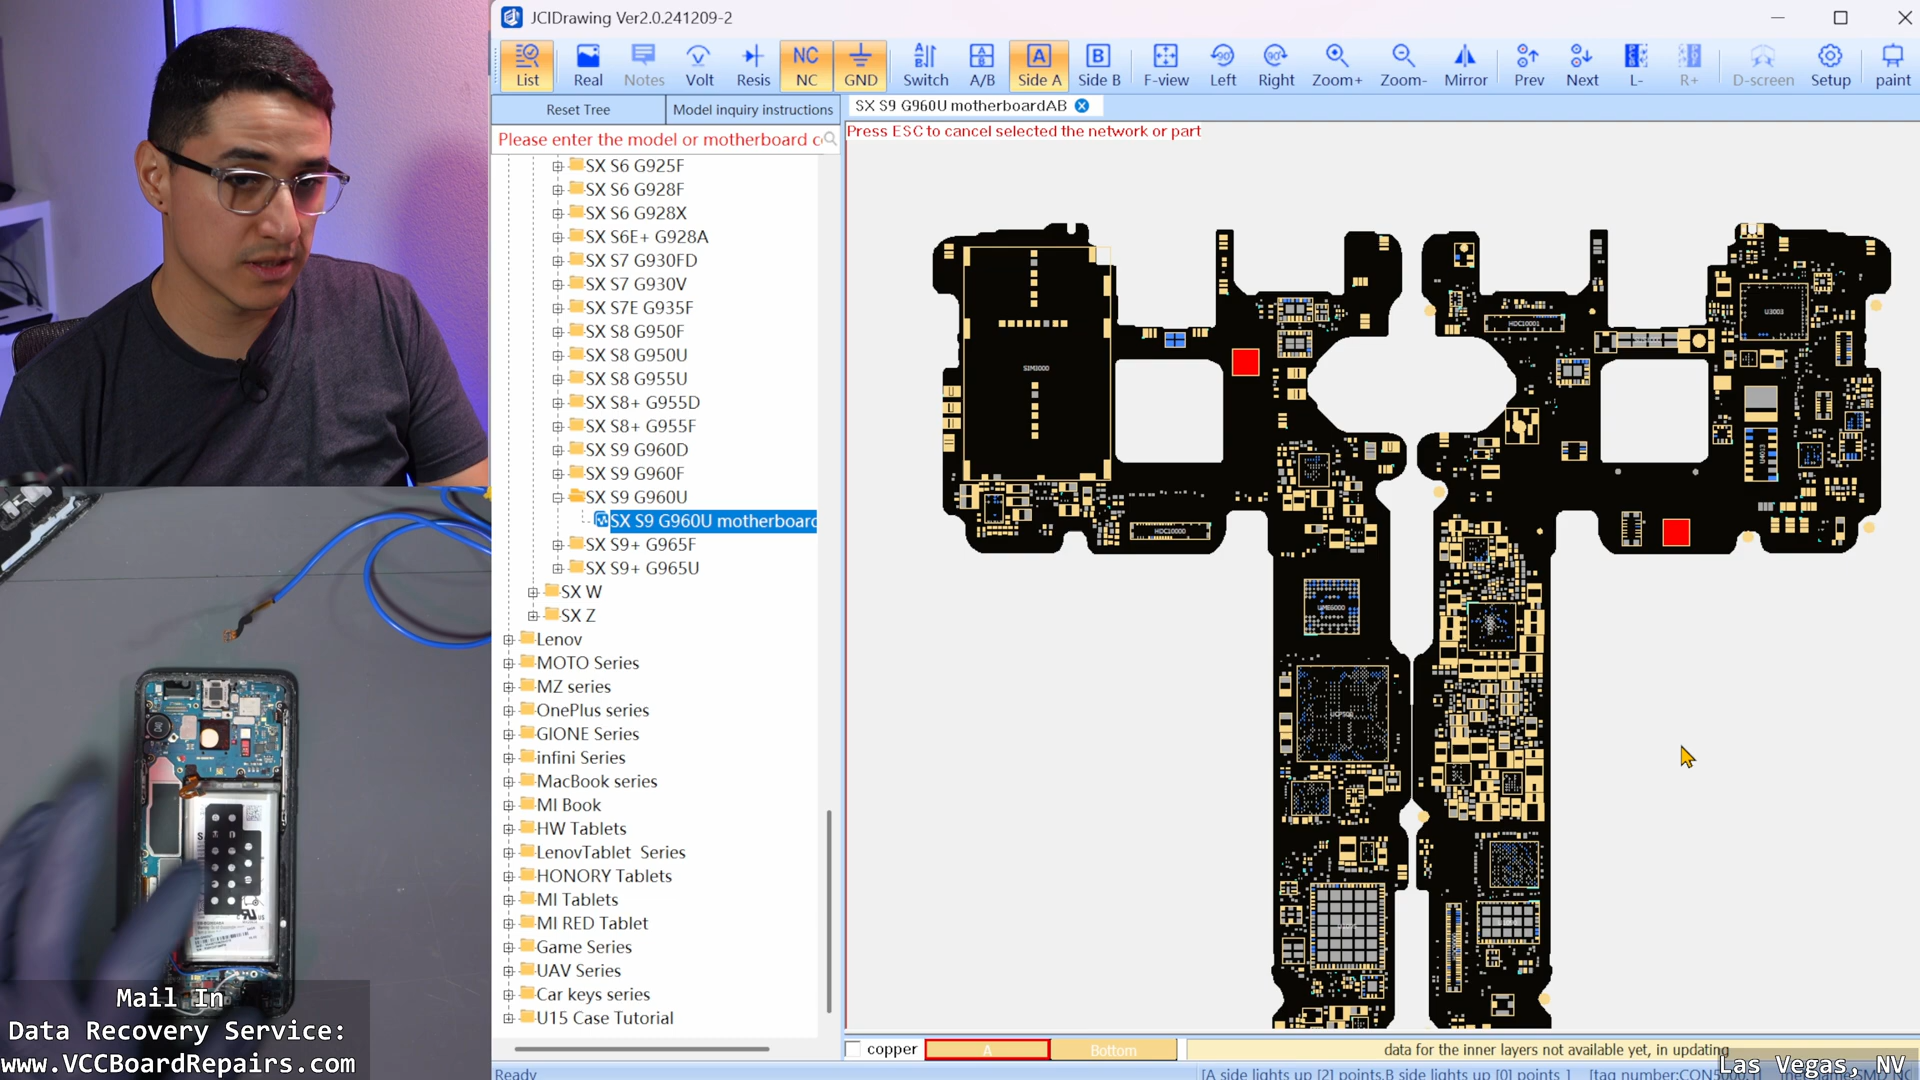 JCIDrawing Ver2.0.241209-2
List
Real
Notes
Volt
Resis
NC
NC
GND
Switch
A/B
Side A
Side B
F-view
Left
Right
Zoom+
Zoom-
Mirror
Prev
Next
L-
R+
D-screen
Setup
paint
Reset Tree
Model inquiry instructions
SX S9 G960U motherboardAB
Please enter the model or motherboard c
Press ESC to cancel selected the network or part
SX S6 G925F
SX S6 G928F
SX S6 G928X
SX S6E+ G928A
SX S7 G930FD
SX S7 G930V
SX S7E G935F
SX S8 G950F
SX S8 G950U
SX S8 G955U
SX S8+ G955D
SX S8+ G955F
SX S9 G960D
SX S9 G960F
SX S9 G960U
SX S9 G960U motherboard
SX S9+ G965F
SX S9+ G965U
SX W
SX Z
Lenov
MOTO Series
MZ series
OnePlus series
GIONE Series
infini Series
MacBook series
MI Book
HW Tablets
LenovTablet Series
HONORY Tablets
MI Tablets
MI RED Tablet
Game Series
UAV Series
Car keys series
U15 Case Tutorial
SIM3000
HDC10000
HDC10001
U3003
UME6000
copper
A
Bottom
data for the inner layers not available yet, in updating
Ready
[A side lights up [2] points,B side lights up [0] points ]
[tag number:CON5000
Mail In
Data Recovery Service:
www.VCCBoardRepairs.com
Las Vegas, NV